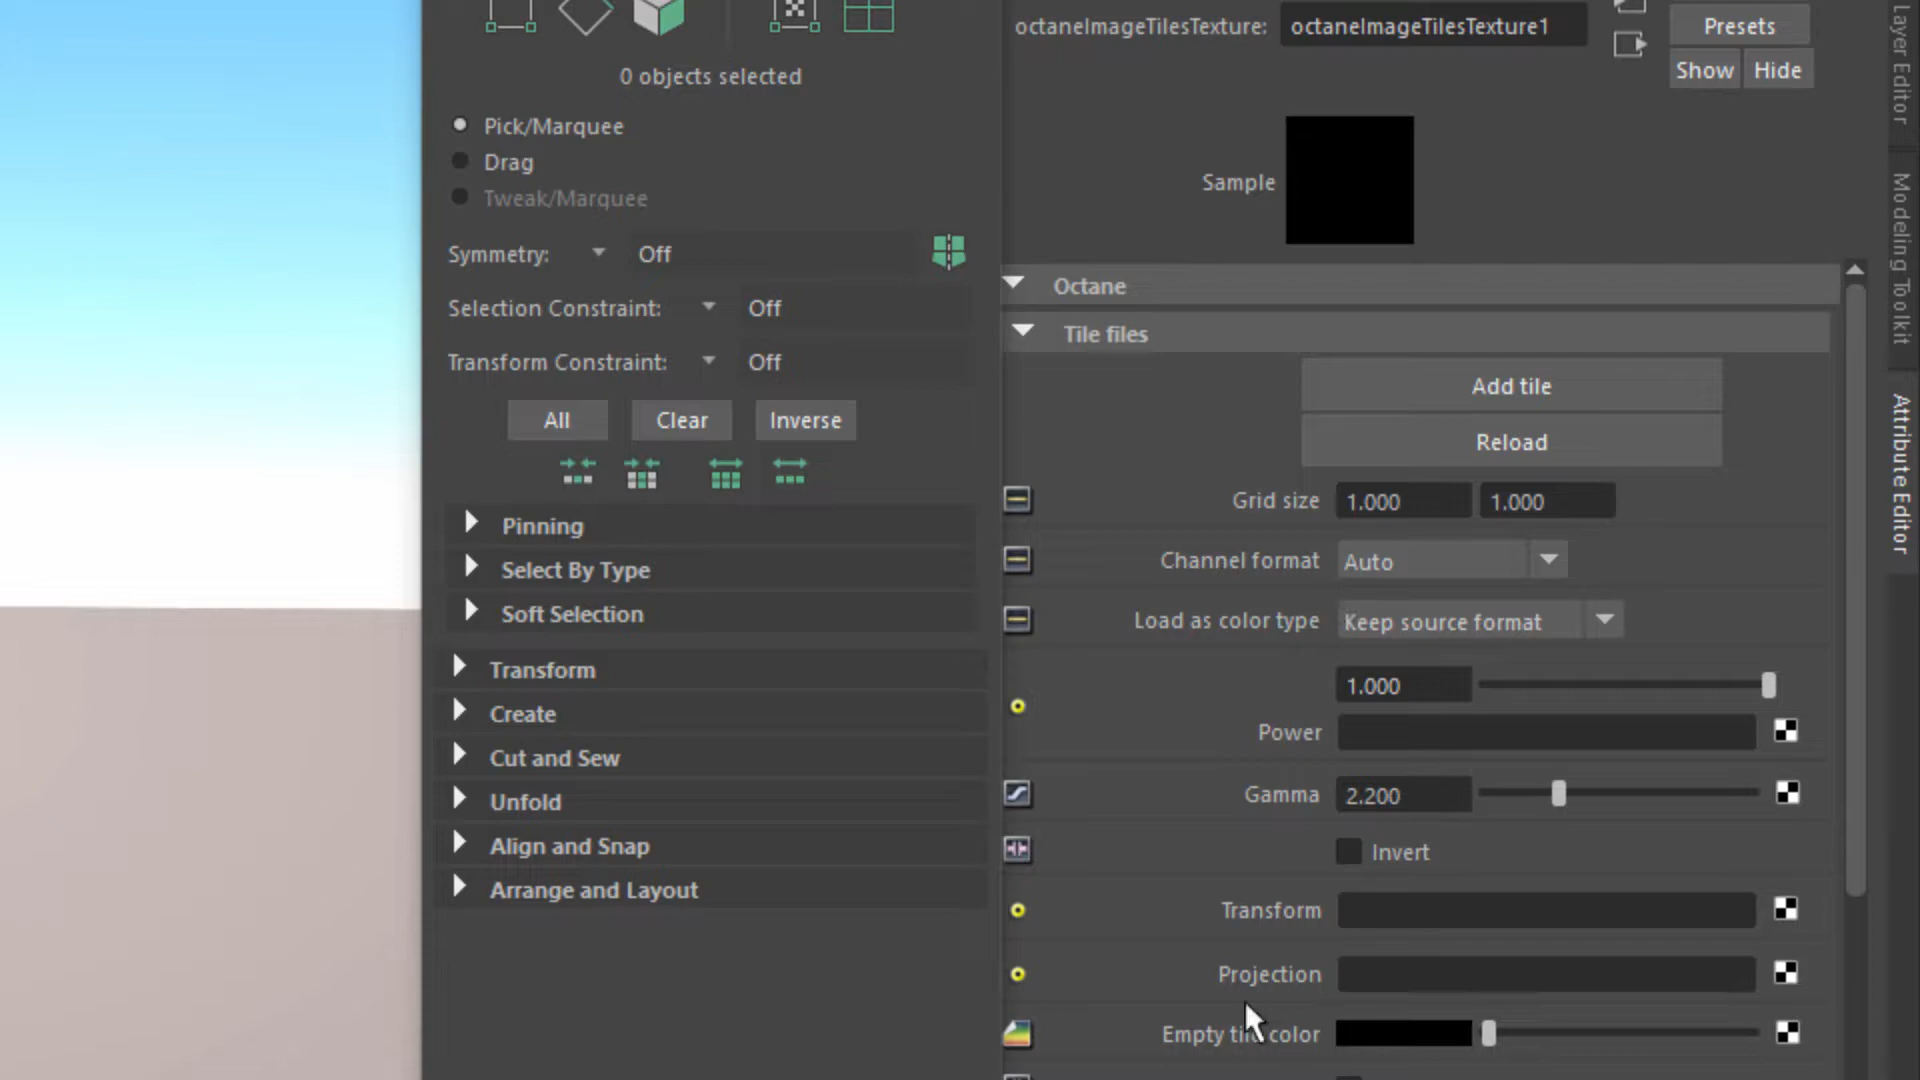 octaneImageTilesTexture: octaneImageTilesTexture1
Presets
Show Hide
0 objects selected
Pick/Marquee
Drag
Tweak/Marquee
Symmetry: Off
Selection Constraint: Off
Transform Constraint: Off
All Clear Inverse
Pinning
Select By Type
Soft Selection
Transform
Create
Cut and Sew
Unfold
Align and Snap
Arrange and Layout
Sample
Octane
Tile files
Add tile
Reload
Grid size 1.000 1.000
Channel format Auto
Load as color type Keep source format
1.000
Power
Gamma 2.200
Invert
Transform
Projection
Empty tile color
Layer Editor
Modeling Toolkit
Attribute Editor